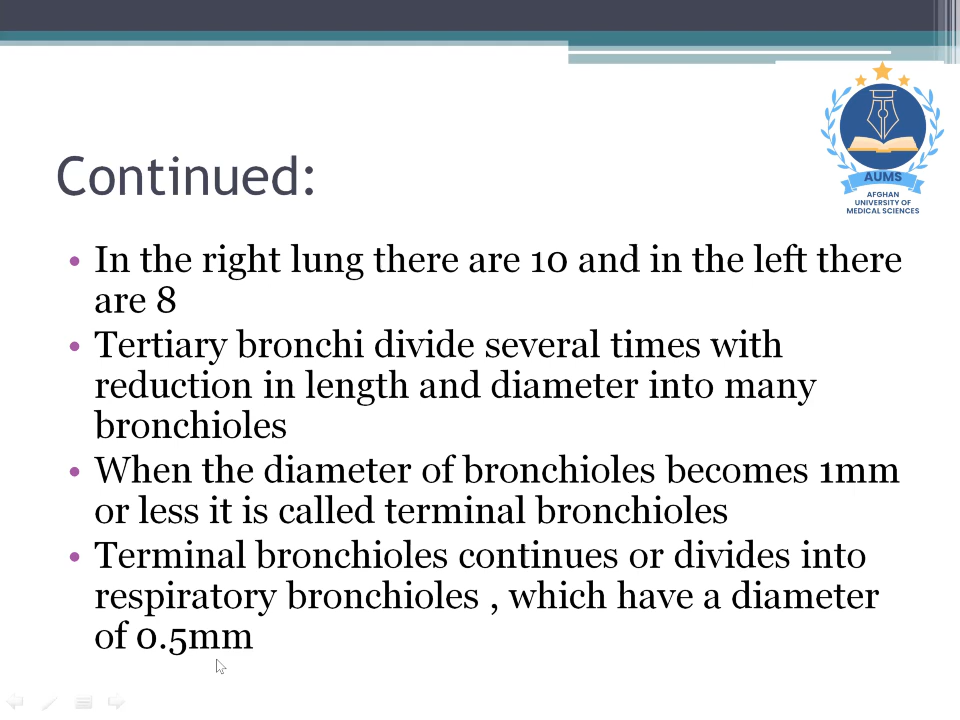 AUMS
AFGHAN
UNIVERSITY OF
MEDICAL SCIENCES
Continued:
• In the right lung there are 10 and in the left there
are 8
• Tertiary bronchi divide several times with
reduction in length and diameter into many
bronchioles
• When the diameter of bronchioles becomes 1mm
or less it is called terminal bronchioles
• Terminal bronchioles continues or divides into
respiratory bronchioles , which have a diameter
of 0.5mm